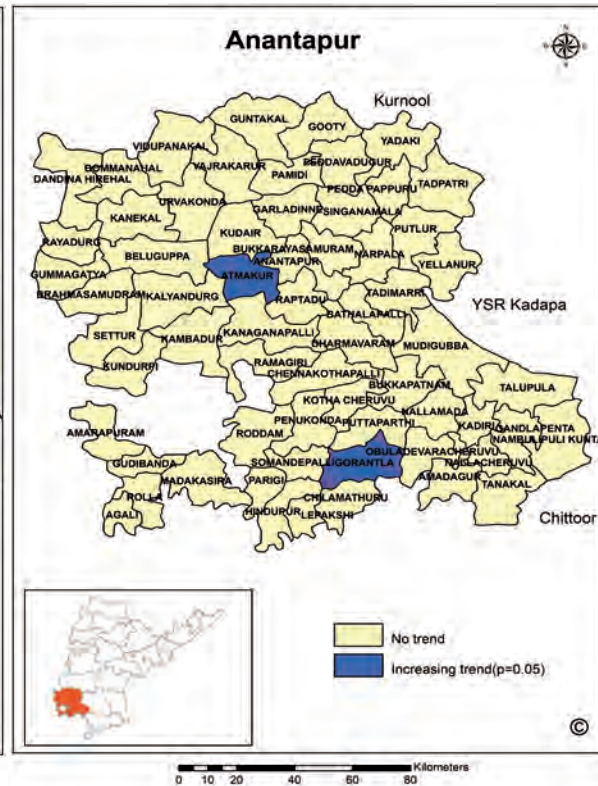 Anantapur
Kurnool
GUNTAKAL
GOOTY
YADAKI
VIDUPANAKAL
PEDDAVADUGUR
BOMMANAHAL
VAJRAKARUR
PAMIDI
DANDINA HIREHAL
PEDDA PAPPURU
TADPATRI
URVAKONDA
GARLADINNE
SINGANAMALA
KANEKAL
KUDAIR
PUTLUR
RAYADURG
BUKKARAYASAMURAM
BELUGUPPA
ANANTAPUR
NARPALA
YELLANUR
GUMMAGATYA
ATMAKUR
BRAHMASAMUDRAM
KALYANDURG
RAPTADU
TADIMARRI
YSR Kadapa
BATHALAPALLI
SETTUR
KANAGANAPALLI
KAMBADUR
DHARMAVARAM
MUDIGUBBA
KUNDURPI
RAMAGIRI
CHENNAKOTHAPALLI
BUKKAPATNAM
TALUPULA
KOTHA CHERUVU
NALLAMADA
PENUKONDA
PUTTAPARTHI
KADIRI
GANDLAPENTA
AMARAPURAM
RODDAM
NAMBULIPULI KUNTA
OBULADEVARACHERUVU
GUDIBANDA
SOMANDEPALLI
GORANTLA
MADAKASIRA
PARIGI
AMADAGUR
TANAKAL
ROLLA
CHILAMATHURU
AGALI
HINDUPUR
LEPAKSHI
Chittoor
No trend
Increasing trend(p=0.05)
©
Kilometers
0 10 20 40 60 80